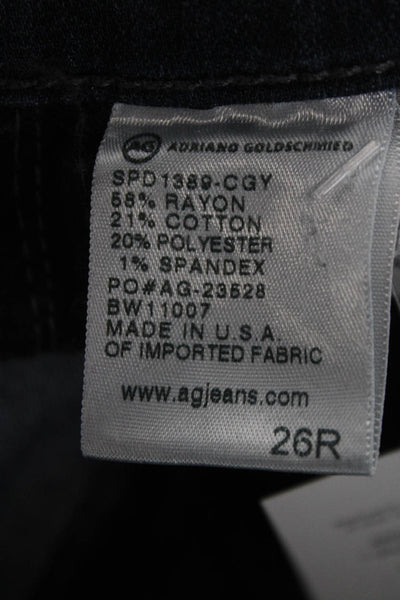 AG ADRIANO GOLDSCHMIED
SPD1389-CGY
58% RAYON
21% COTTON
20% POLYESTER
1% SPANDEX
PO#AG-23528
BW11007
MADE IN U.S.A.
OF IMPORTED FABRIC
www.agjeans.com
26R